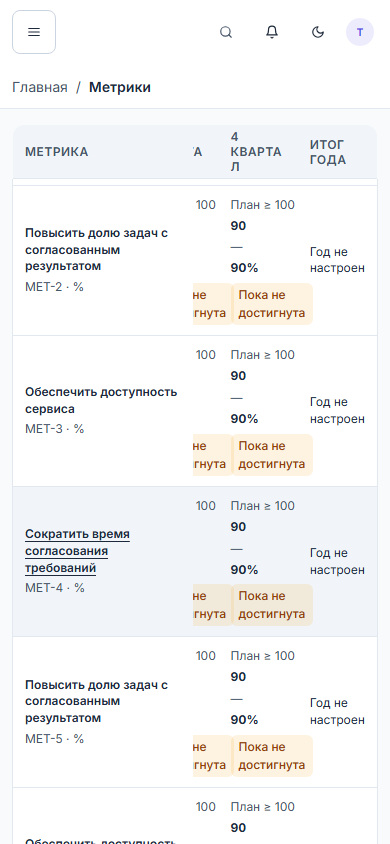 T
Главная / Метрики
МЕТРИКА
4
КВАРТА
Л
ИТОГ
ГОДА
Повысить долю задач с
согласованным
результатом
МЕТ-2 · %
100
План ≥ 100
90
—
90%
не
Пока не
достигнута
Год не
настроен
Обеспечить доступность
сервиса
МЕТ-3 · %
100
План ≥ 100
90
—
90%
не
Пока не
достигнута
Год не
настроен
Сократить время
согласования
требований
МЕТ-4 · %
100
План ≥ 100
90
—
90%
не
Пока не
достигнута
Год не
настроен
Повысить долю задач с
согласованным
результатом
МЕТ-5 · %
100
План ≥ 100
90
—
90%
не
Пока не
достигнута
Год не
настроен
100
План ≥ 100
90
Обеспечить доступность